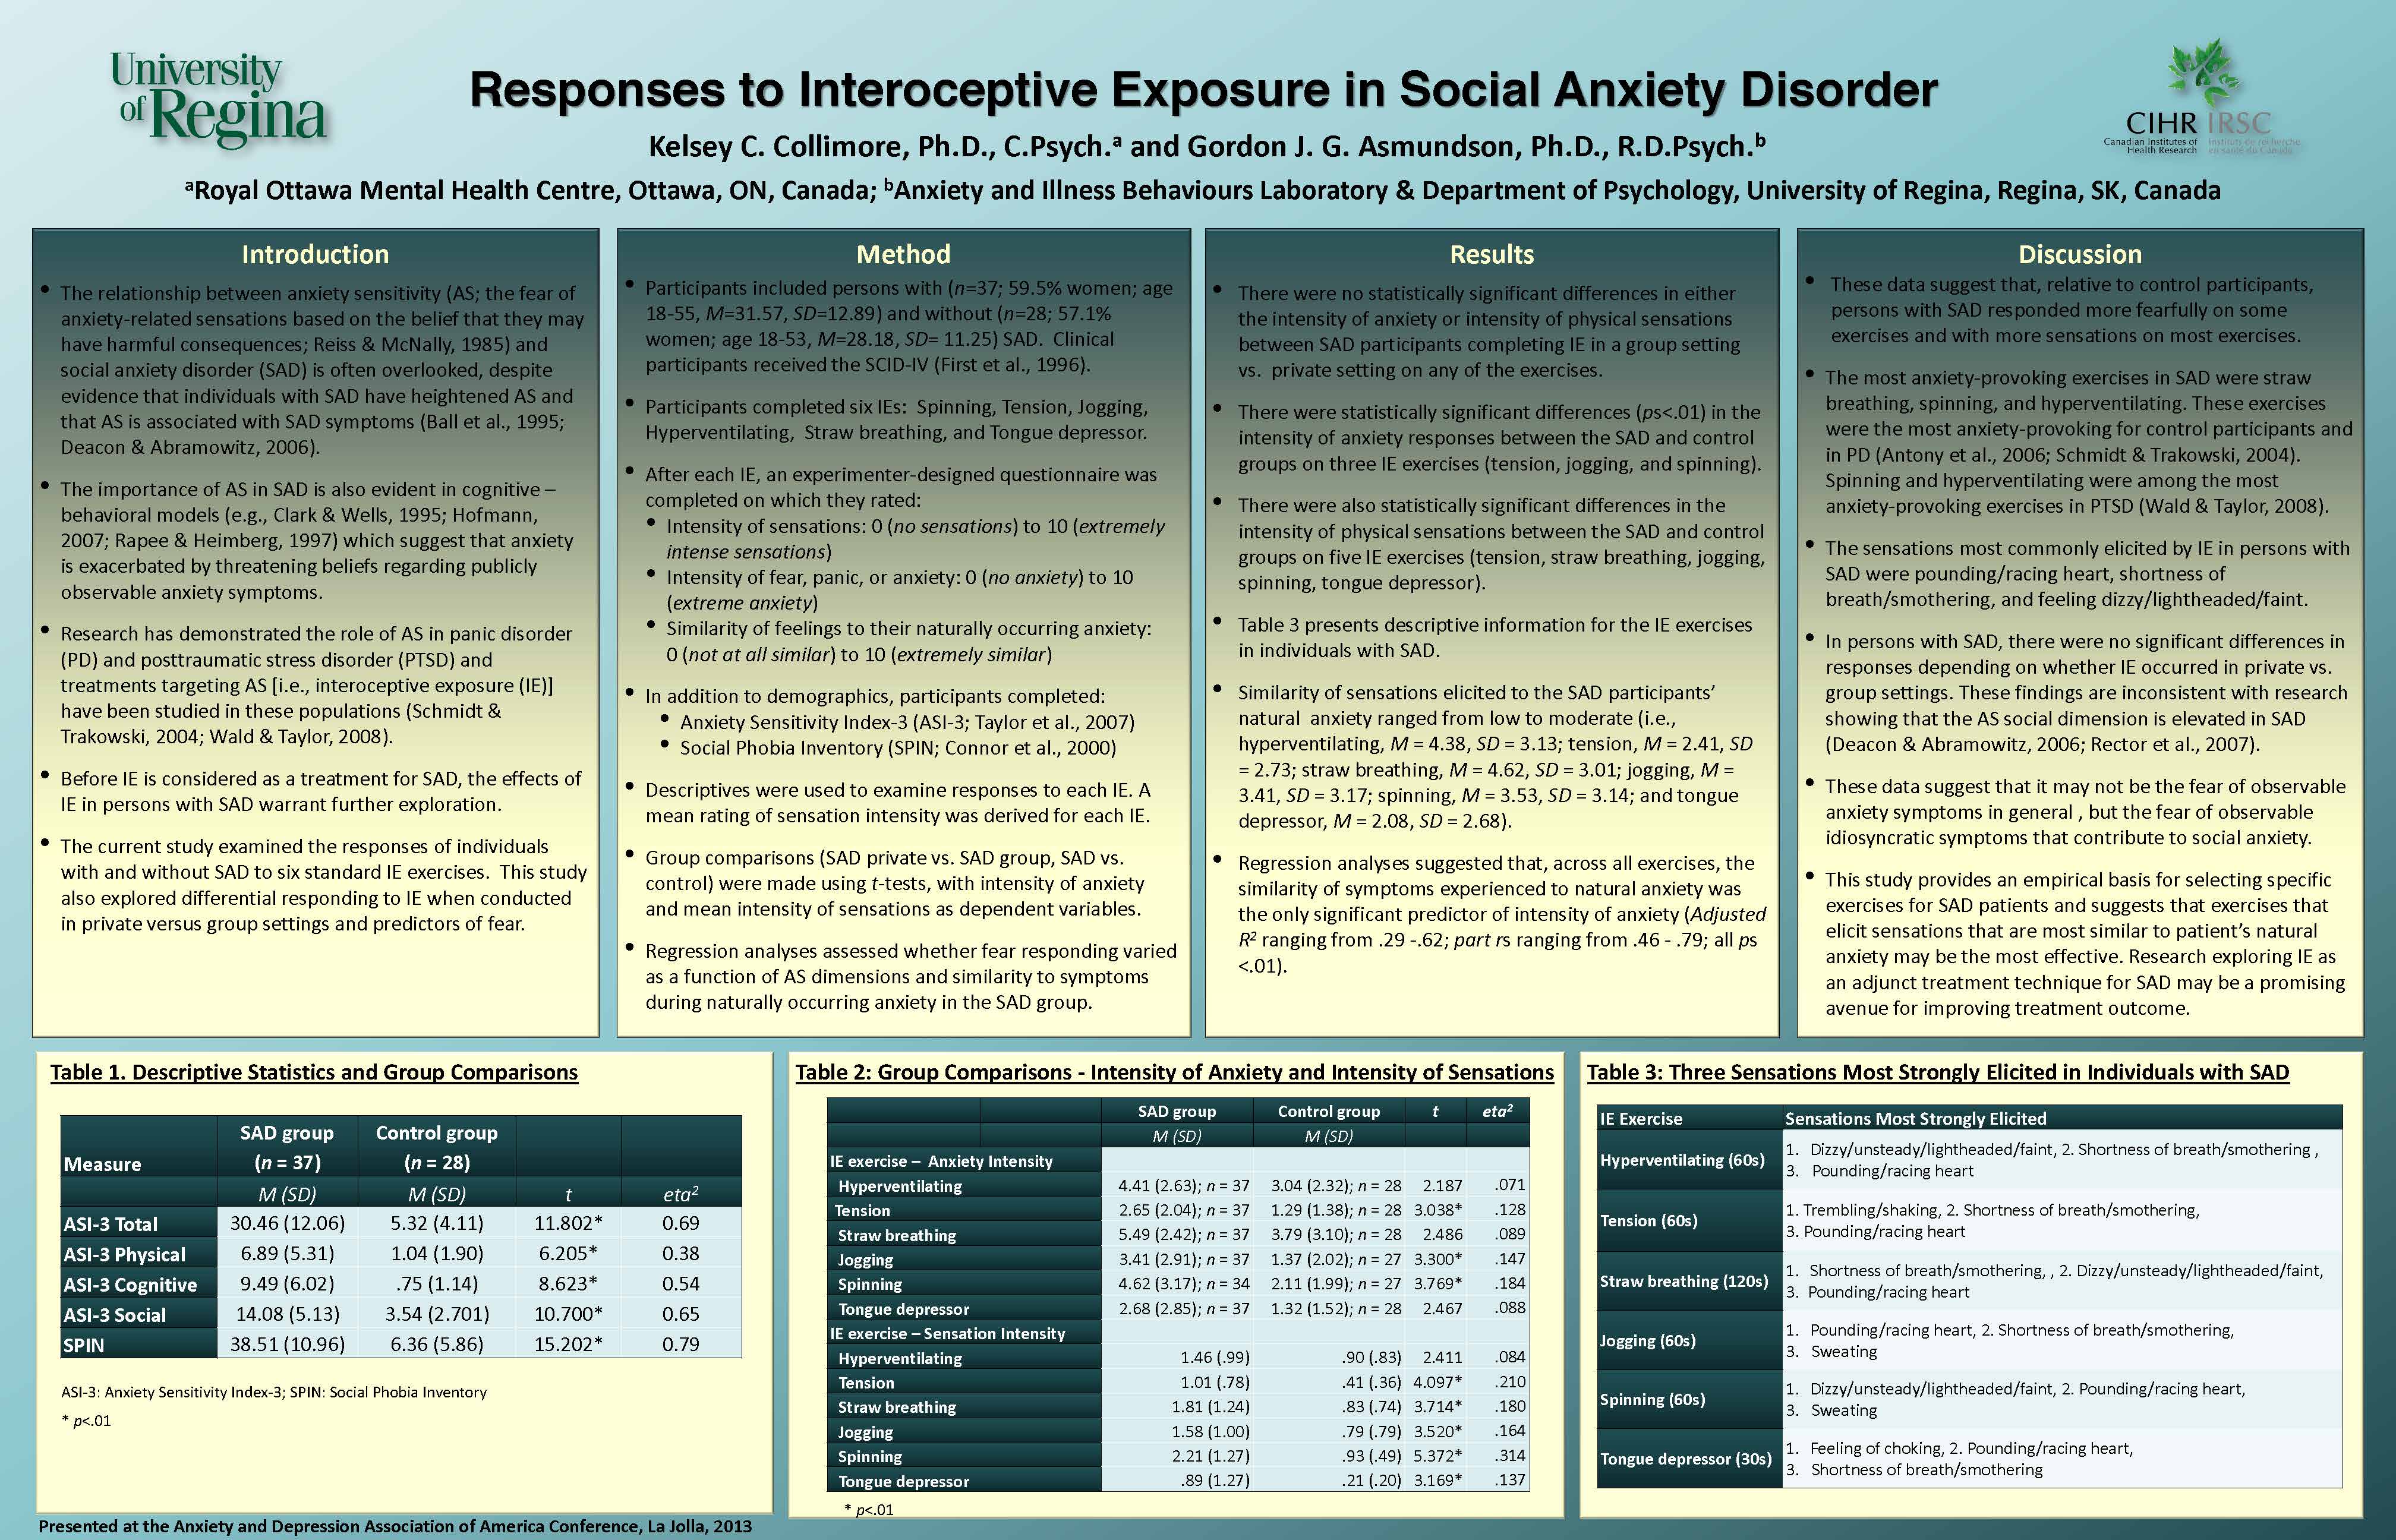 University
of Regina
Responses to Interoceptive Exposure in Social Anxiety Disorder
Kelsey C. Collimore, Ph.D., C.Psych.ᵃ and Gordon J. G. Asmundson, Ph.D., R.D.Psych.ᵇ
ᵃRoyal Ottawa Mental Health Centre, Ottawa, ON, Canada; ᵇAnxiety and Illness Behaviours Laboratory & Department of Psychology, University of Regina, Regina, SK, Canada
CIHR IRSC
Canadian Institutes of Instituts de recherche
Health Research en santé du Canada
Introduction
• The relationship between anxiety sensitivity (AS; the fear of
anxiety-related sensations based on the belief that they may
have harmful consequences; Reiss & McNally, 1985) and
social anxiety disorder (SAD) is often overlooked, despite
evidence that individuals with SAD have heightened AS and
that AS is associated with SAD symptoms (Ball et al., 1995;
Deacon & Abramowitz, 2006).
• The importance of AS in SAD is also evident in cognitive –
behavioral models (e.g., Clark & Wells, 1995; Hofmann,
2007; Rapee & Heimberg, 1997) which suggest that anxiety
is exacerbated by threatening beliefs regarding publicly
observable anxiety symptoms.
• Research has demonstrated the role of AS in panic disorder
(PD) and posttraumatic stress disorder (PTSD) and
treatments targeting AS [i.e., interoceptive exposure (IE)]
have been studied in these populations (Schmidt &
Trakowski, 2004; Wald & Taylor, 2008).
• Before IE is considered as a treatment for SAD, the effects of
IE in persons with SAD warrant further exploration.
• The current study examined the responses of individuals
with and without SAD to six standard IE exercises. This study
also explored differential responding to IE when conducted
in private versus group settings and predictors of fear.
Method
• Participants included persons with (n=37; 59.5% women; age
18-55, M=31.57, SD=12.89) and without (n=28; 57.1%
women; age 18-53, M=28.18, SD= 11.25) SAD. Clinical
participants received the SCID-IV (First et al., 1996).
• Participants completed six IEs: Spinning, Tension, Jogging,
Hyperventilating, Straw breathing, and Tongue depressor.
• After each IE, an experimenter-designed questionnaire was
completed on which they rated:
• Intensity of sensations: 0 (no sensations) to 10 (extremely
intense sensations)
• Intensity of fear, panic, or anxiety: 0 (no anxiety) to 10
(extreme anxiety)
• Similarity of feelings to their naturally occurring anxiety:
0 (not at all similar) to 10 (extremely similar)
• In addition to demographics, participants completed:
• Anxiety Sensitivity Index-3 (ASI-3; Taylor et al., 2007)
• Social Phobia Inventory (SPIN; Connor et al., 2000)
• Descriptives were used to examine responses to each IE. A
mean rating of sensation intensity was derived for each IE.
• Group comparisons (SAD private vs. SAD group, SAD vs.
control) were made using t-tests, with intensity of anxiety
and mean intensity of sensations as dependent variables.
• Regression analyses assessed whether fear responding varied
as a function of AS dimensions and similarity to symptoms
during naturally occurring anxiety in the SAD group.
Results
• There were no statistically significant differences in either
the intensity of anxiety or intensity of physical sensations
between SAD participants completing IE in a group setting
vs. private setting on any of the exercises.
• There were statistically significant differences (ps<.01) in the
intensity of anxiety responses between the SAD and control
groups on three IE exercises (tension, jogging, and spinning).
• There were also statistically significant differences in the
intensity of physical sensations between the SAD and control
groups on five IE exercises (tension, straw breathing, jogging,
spinning, tongue depressor).
• Table 3 presents descriptive information for the IE exercises
in individuals with SAD.
• Similarity of sensations elicited to the SAD participants’
natural anxiety ranged from low to moderate (i.e.,
hyperventilating, M = 4.38, SD = 3.13; tension, M = 2.41, SD
= 2.73; straw breathing, M = 4.62, SD = 3.01; jogging, M =
3.41, SD = 3.17; spinning, M = 3.53, SD = 3.14; and tongue
depressor, M = 2.08, SD = 2.68).
• Regression analyses suggested that, across all exercises, the
similarity of symptoms experienced to natural anxiety was
the only significant predictor of intensity of anxiety (Adjusted
R² ranging from .29 -.62; part rs ranging from .46 - .79; all ps
<.01).
Discussion
• These data suggest that, relative to control participants,
persons with SAD responded more fearfully on some
exercises and with more sensations on most exercises.
• The most anxiety-provoking exercises in SAD were straw
breathing, spinning, and hyperventilating. These exercises
were the most anxiety-provoking for control participants and
in PD (Antony et al., 2006; Schmidt & Trakowski, 2004).
Spinning and hyperventilating were among the most
anxiety-provoking exercises in PTSD (Wald & Taylor, 2008).
• The sensations most commonly elicited by IE in persons with
SAD were pounding/racing heart, shortness of
breath/smothering, and feeling dizzy/lightheaded/faint.
• In persons with SAD, there were no significant differences in
responses depending on whether IE occurred in private vs.
group settings. These findings are inconsistent with research
showing that the AS social dimension is elevated in SAD
(Deacon & Abramowitz, 2006; Rector et al., 2007).
• These data suggest that it may not be the fear of observable
anxiety symptoms in general , but the fear of observable
idiosyncratic symptoms that contribute to social anxiety.
• This study provides an empirical basis for selecting specific
exercises for SAD patients and suggests that exercises that
elicit sensations that are most similar to patient’s natural
anxiety may be the most effective. Research exploring IE as
an adjunct treatment technique for SAD may be a promising
avenue for improving treatment outcome.
Table 1. Descriptive Statistics and Group Comparisons
SAD group Control group
Measure (n = 37) (n = 28)
M (SD) M (SD) t eta²
ASI-3 Total 30.46 (12.06) 5.32 (4.11) 11.802* 0.69
ASI-3 Physical 6.89 (5.31) 1.04 (1.90) 6.205* 0.38
ASI-3 Cognitive 9.49 (6.02) .75 (1.14) 8.623* 0.54
ASI-3 Social 14.08 (5.13) 3.54 (2.701) 10.700* 0.65
SPIN 38.51 (10.96) 6.36 (5.86) 15.202* 0.79
ASI-3: Anxiety Sensitivity Index-3; SPIN: Social Phobia Inventory
* p<.01
Table 2: Group Comparisons - Intensity of Anxiety and Intensity of Sensations
SAD group Control group t eta²
M (SD) M (SD)
IE exercise – Anxiety Intensity
Hyperventilating 4.41 (2.63); n = 37 3.04 (2.32); n = 28 2.187 .071
Tension 2.65 (2.04); n = 37 1.29 (1.38); n = 28 3.038* .128
Straw breathing 5.49 (2.42); n = 37 3.79 (3.10); n = 28 2.486 .089
Jogging 3.41 (2.91); n = 37 1.37 (2.02); n = 27 3.300* .147
Spinning 4.62 (3.17); n = 34 2.11 (1.99); n = 27 3.769* .184
Tongue depressor 2.68 (2.85); n = 37 1.32 (1.52); n = 28 2.467 .088
IE exercise – Sensation Intensity
Hyperventilating 1.46 (.99) .90 (.83) 2.411 .084
Tension 1.01 (.78) .41 (.36) 4.097* .210
Straw breathing 1.81 (1.24) .83 (.74) 3.714* .180
Jogging 1.58 (1.00) .79 (.79) 3.520* .164
Spinning 2.21 (1.27) .93 (.49) 5.372* .314
Tongue depressor .89 (1.27) .21 (.20) 3.169* .137
* p<.01
Table 3: Three Sensations Most Strongly Elicited in Individuals with SAD
IE Exercise Sensations Most Strongly Elicited
Hyperventilating (60s) 1. Dizzy/unsteady/lightheaded/faint, 2. Shortness of breath/smothering ,
3. Pounding/racing heart
Tension (60s) 1. Trembling/shaking, 2. Shortness of breath/smothering,
3. Pounding/racing heart
Straw breathing (120s) 1. Shortness of breath/smothering, , 2. Dizzy/unsteady/lightheaded/faint,
3. Pounding/racing heart
Jogging (60s) 1. Pounding/racing heart, 2. Shortness of breath/smothering,
3. Sweating
Spinning (60s) 1. Dizzy/unsteady/lightheaded/faint, 2. Pounding/racing heart,
3. Sweating
Tongue depressor (30s) 1. Feeling of choking, 2. Pounding/racing heart,
3. Shortness of breath/smothering
Presented at the Anxiety and Depression Association of America Conference, La Jolla, 2013